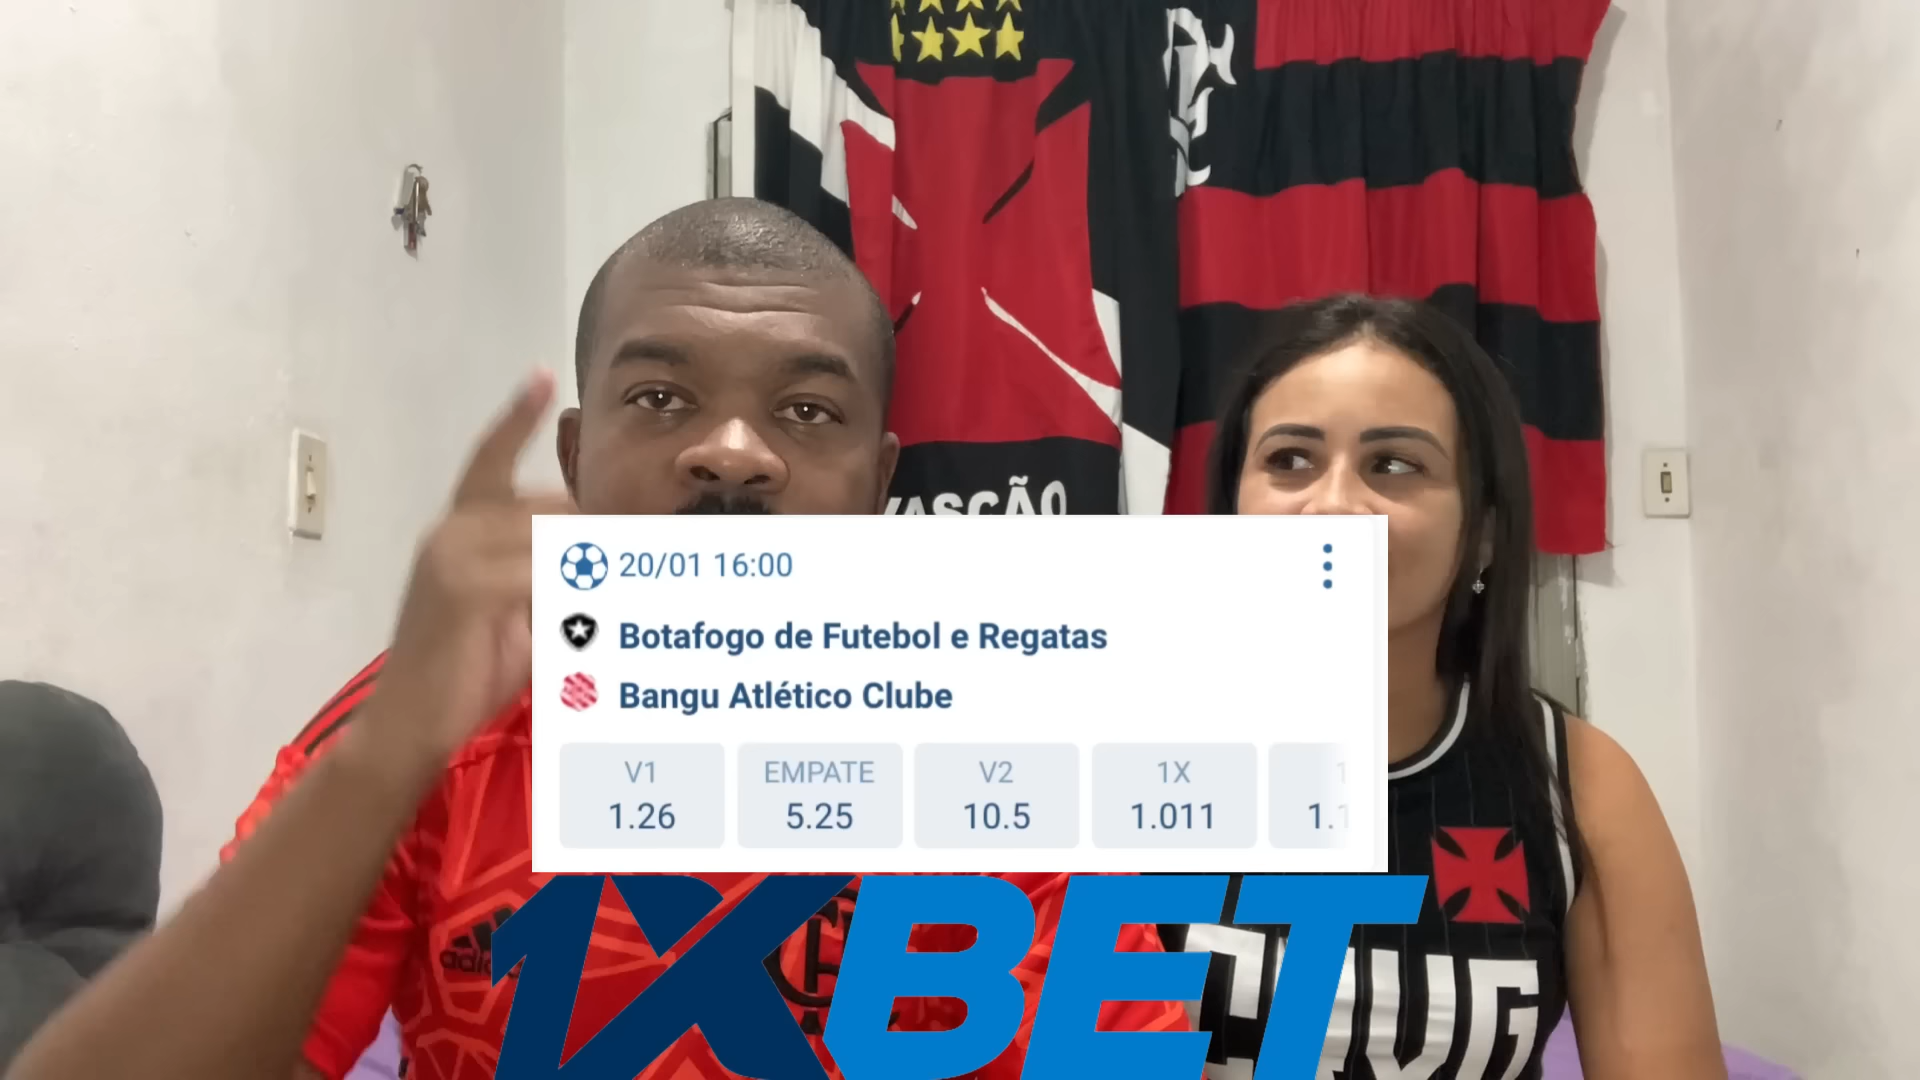 VASCÃO
20/01 16:00
Botafogo de Futebol e Regatas
Bangu Atlético Clube
V1
EMPATE
V2
1X
1.26
5.25
10.5
1.011
1XBET